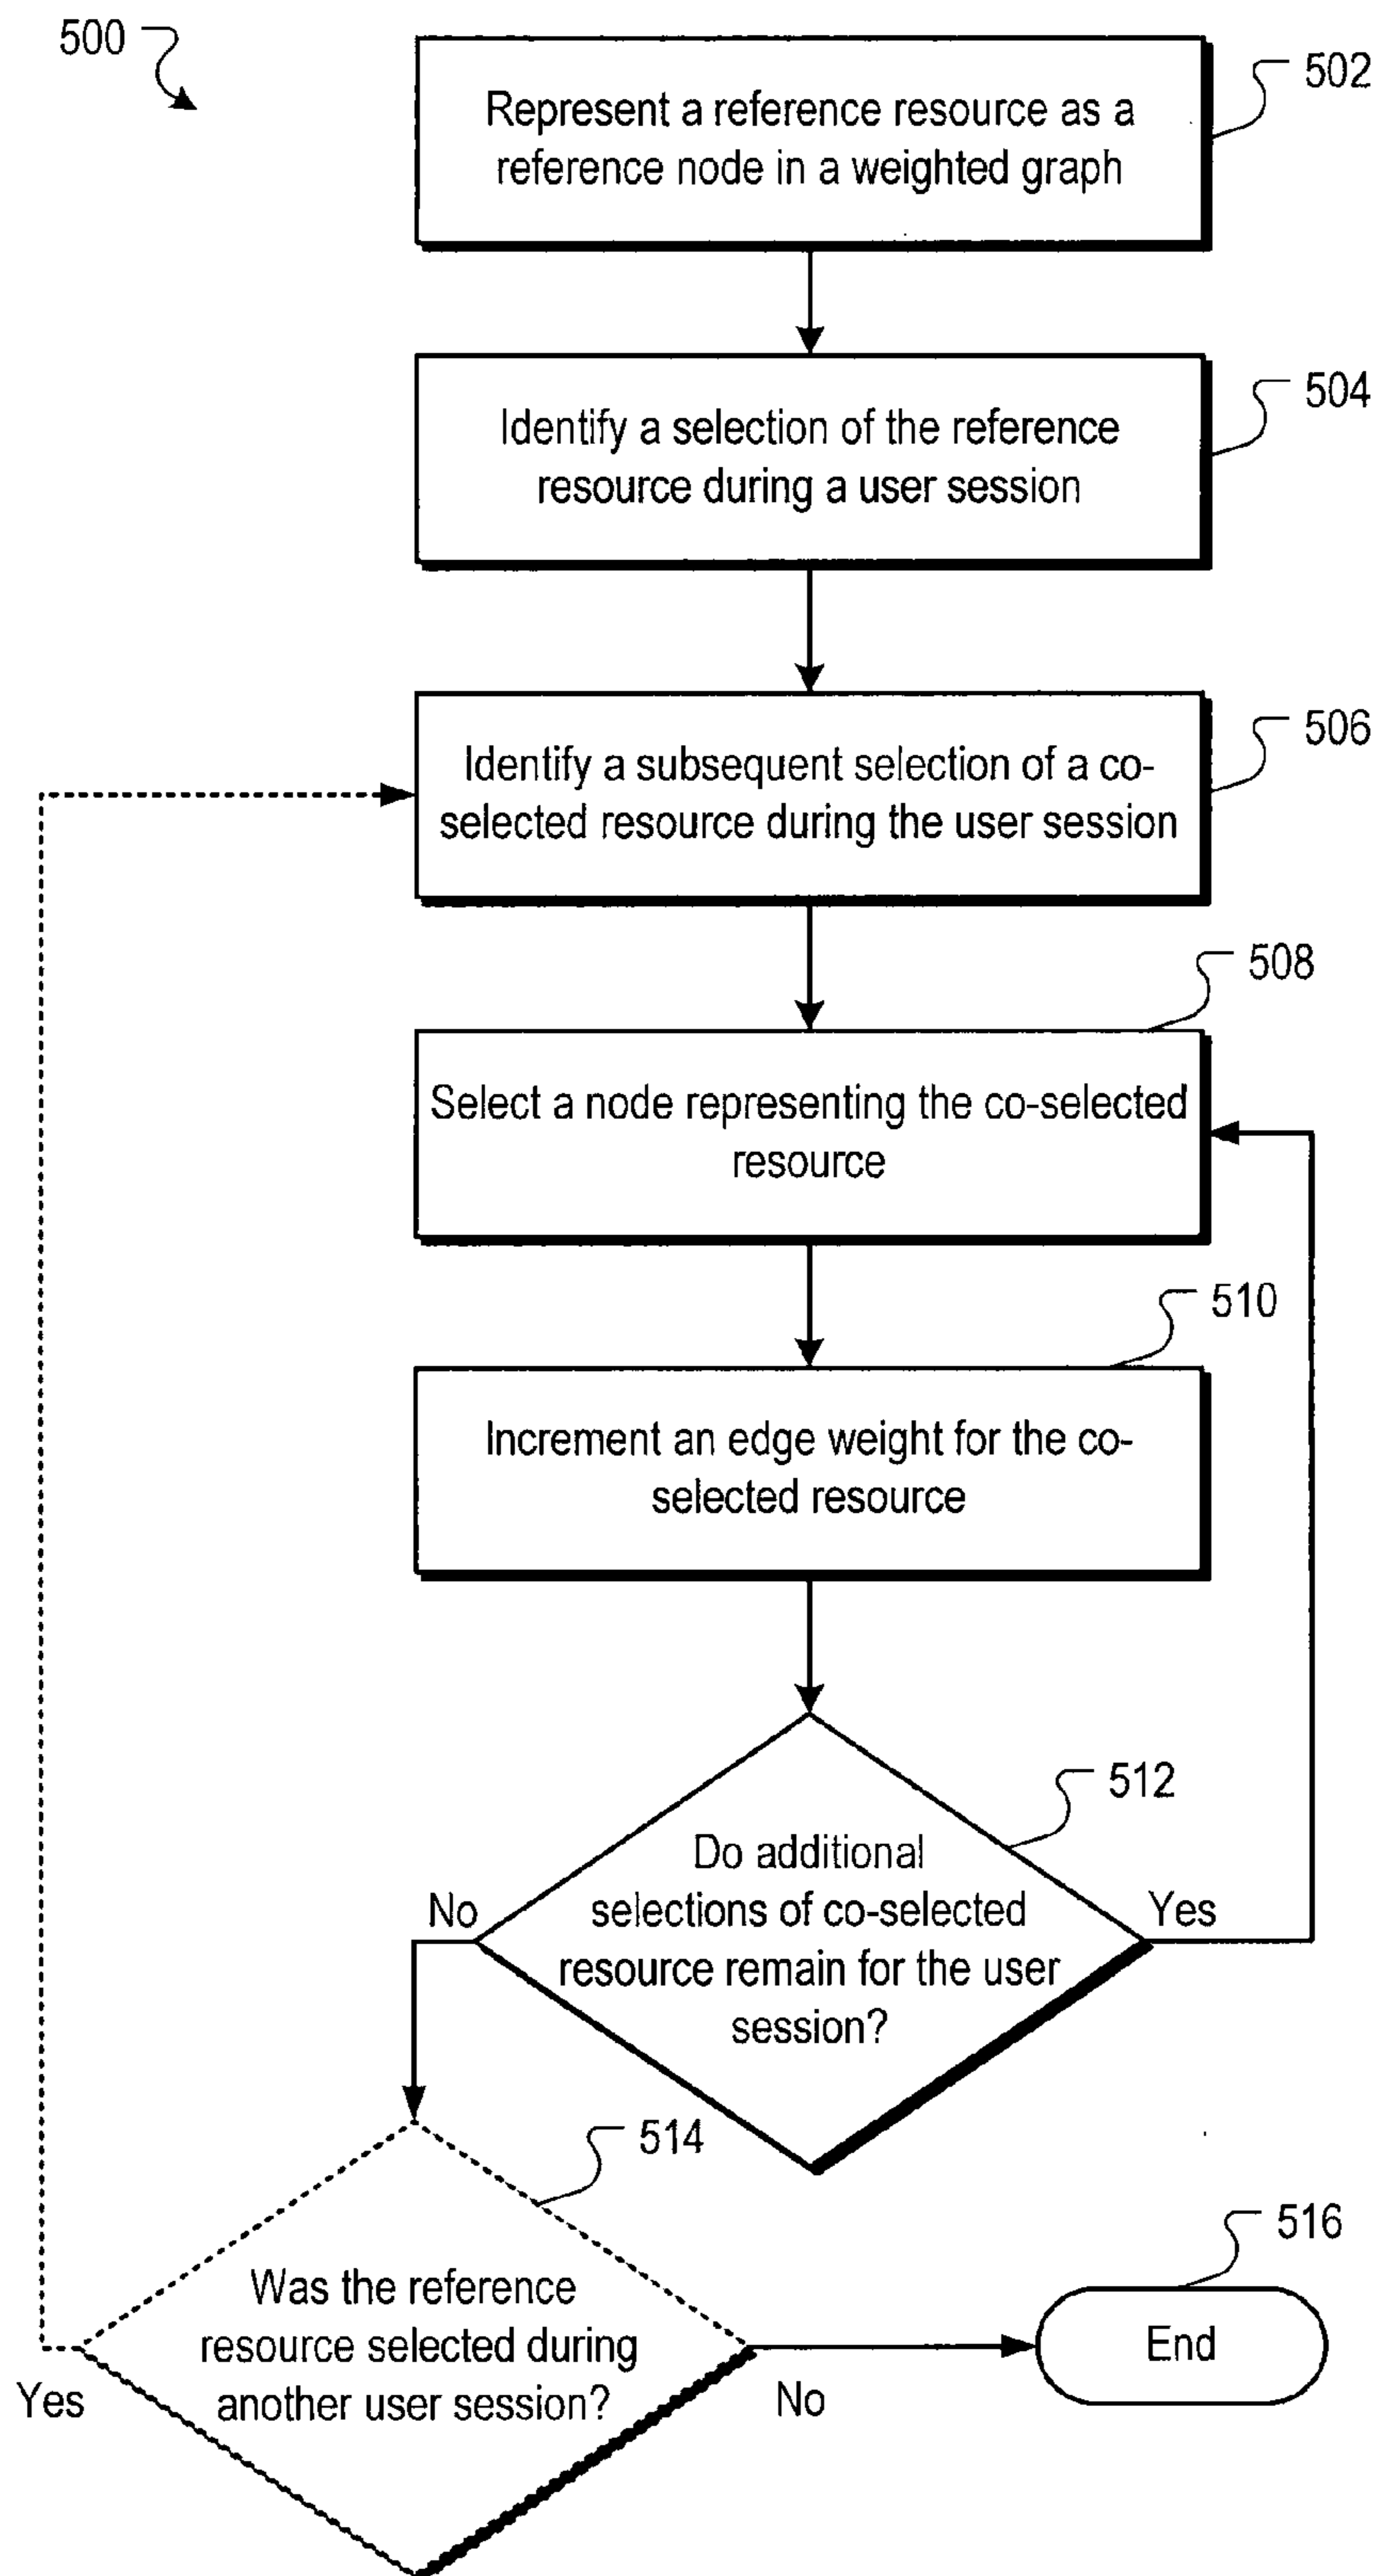 500
502
Represent a reference resource as a
reference node in a weighted graph
504
Identify a selection of the reference
resource during a user session
506
Identify a subsequent selection of a co-
selected resource during the user session
508
Select a node representing the co-selected
resource
510
Increment an edge weight for the co-
selected resource
512
Do additional
selections of co-selected
resource remain for the user
session?
No
Yes
514
Was the reference
resource selected during
another user session?
Yes
No
516
End